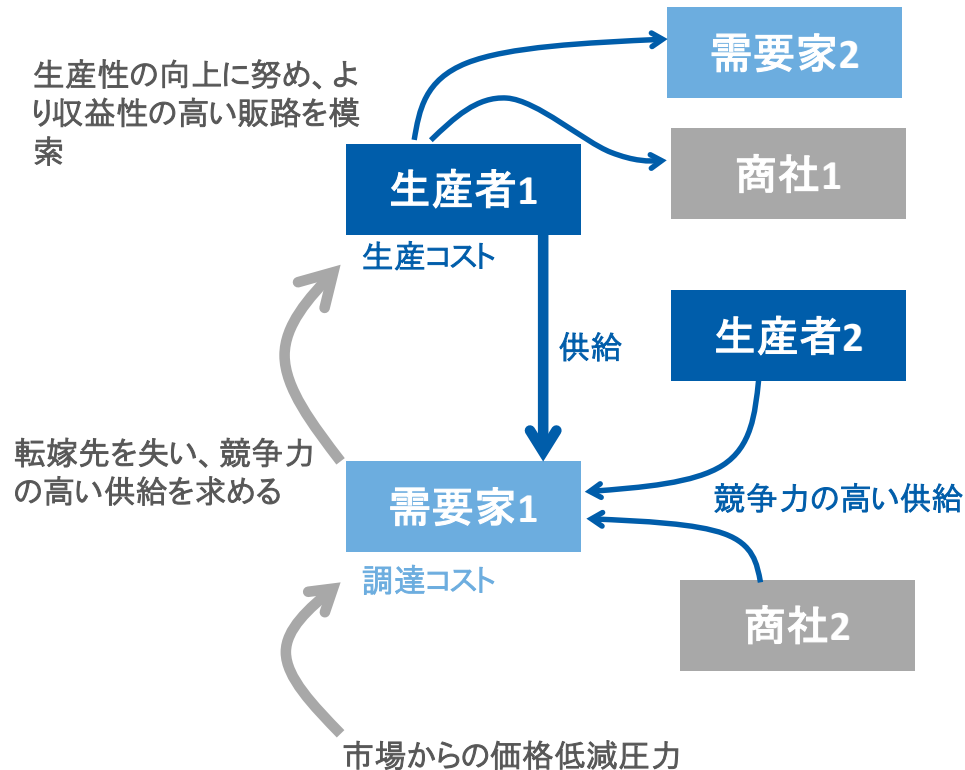 需要家2
生産性の向上に努め、よ
り収益性の高い販路を模
索
商社1
生産者1
生産コスト
生産者2
供給
転嫁先を失い、競争力
の高い供給を求める
需要家1
競争力の高い供給
調達コスト
商社2
市場からの価格低減圧力